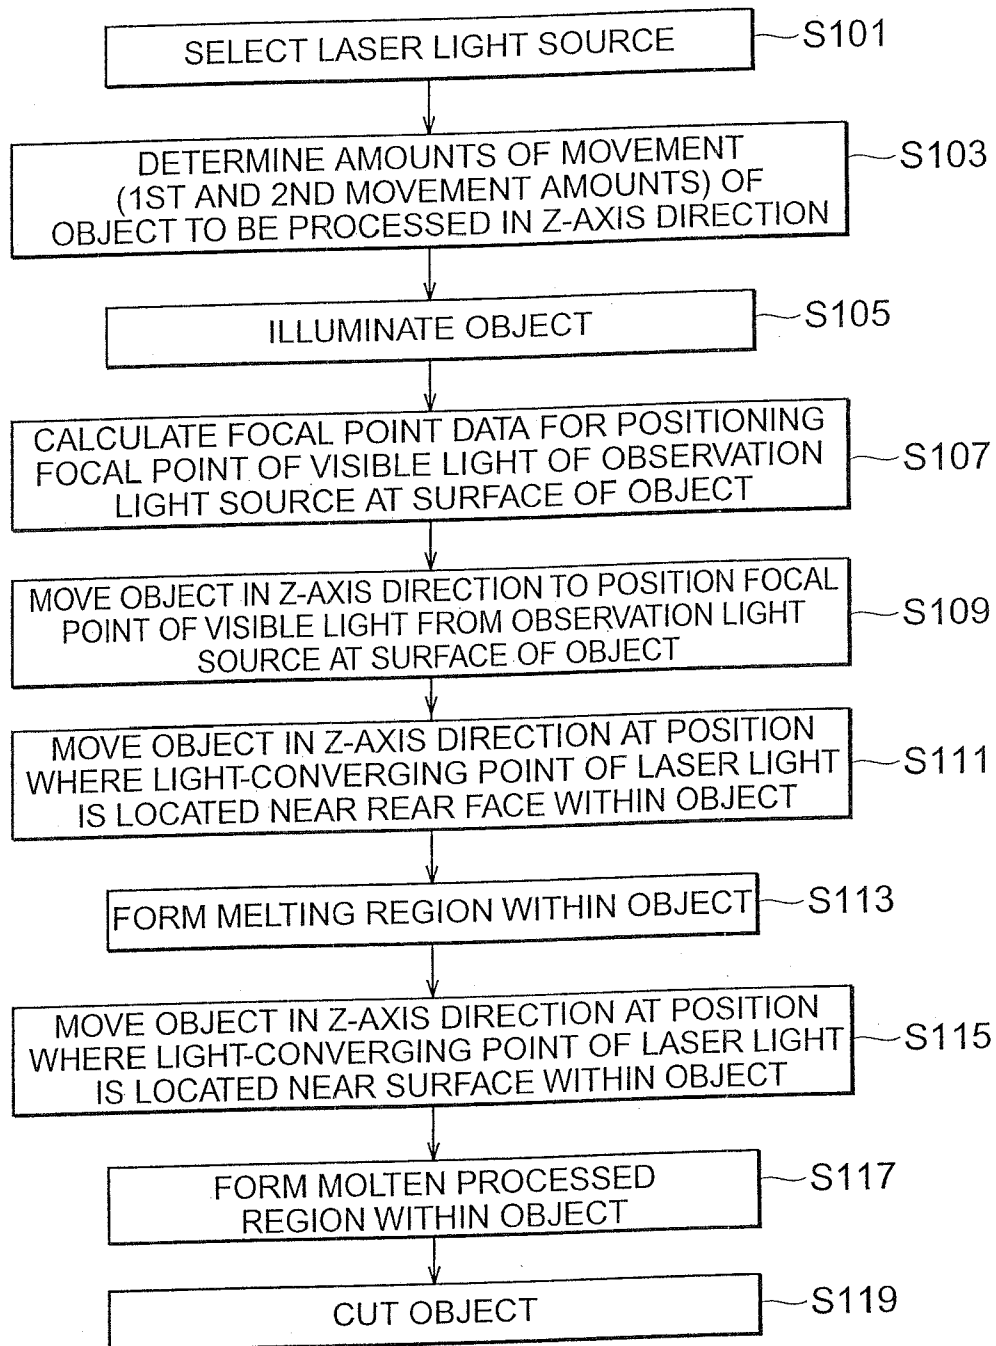 SELECT LASER LIGHT SOURCE
S101
DETERMINE AMOUNTS OF MOVEMENT
(1ST AND 2ND MOVEMENT AMOUNTS) OF
OBJECT TO BE PROCESSED IN Z-AXIS DIRECTION
S103
ILLUMINATE OBJECT
S105
CALCULATE FOCAL POINT DATA FOR POSITIONING
FOCAL POINT OF VISIBLE LIGHT OF OBSERVATION
LIGHT SOURCE AT SURFACE OF OBJECT
S107
MOVE OBJECT IN Z-AXIS DIRECTION TO POSITION FOCAL
POINT OF VISIBLE LIGHT FROM OBSERVATION LIGHT
SOURCE AT SURFACE OF OBJECT
S109
MOVE OBJECT IN Z-AXIS DIRECTION AT POSITION
WHERE LIGHT-CONVERGING POINT OF LASER LIGHT
IS LOCATED NEAR REAR FACE WITHIN OBJECT
S111
FORM MELTING REGION WITHIN OBJECT
S113
MOVE OBJECT IN Z-AXIS DIRECTION AT POSITION
WHERE LIGHT-CONVERGING POINT OF LASER LIGHT
IS LOCATED NEAR SURFACE WITHIN OBJECT
S115
FORM MOLTEN PROCESSED
REGION WITHIN OBJECT
S117
CUT OBJECT
S119